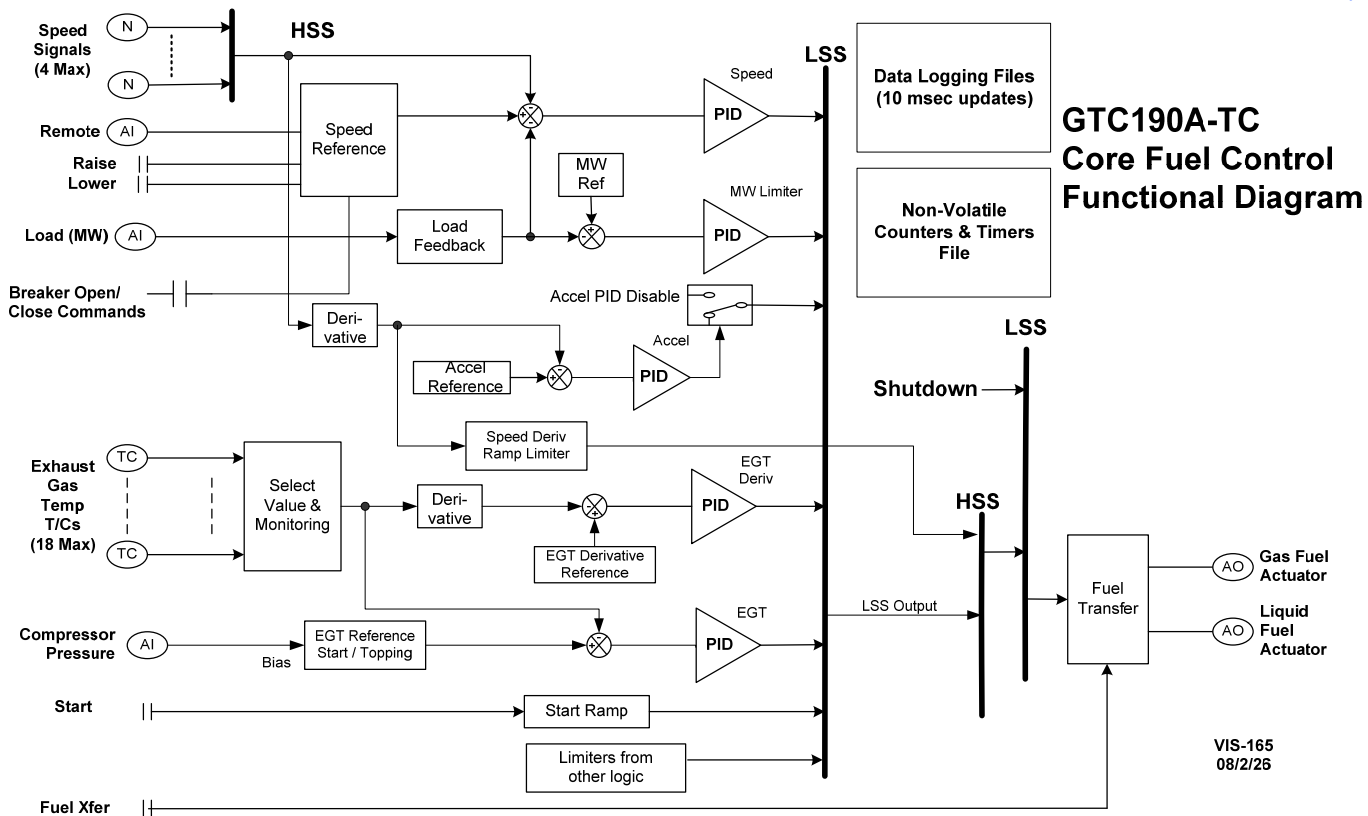 Speed
Signals
(4 Max)
N
N
HSS
Remote
AI
Raise
Lower
Speed
Reference
Load (MW)
AI
Load
Feedback
MW
Ref
Speed
PID
MW Limiter
PID
LSS
Data Logging Files
(10 msec updates)
Non-Volatile
Counters & Timers
File
GTC190A-TC
Core Fuel Control
Functional Diagram
Breaker Open/
Close Commands
Deri-
vative
Accel PID Disable
Accel
Reference
Accel
PID
Speed Deriv
Ramp Limiter
LSS
Shutdown
Exhaust
Gas
Temp
T/Cs
(18 Max)
TC
TC
Select
Value &
Monitoring
Deri-
vative
EGT Derivative
Reference
EGT
Deriv
PID
HSS
LSS Output
Fuel
Transfer
AO
Gas Fuel
Actuator
AO
Liquid
Fuel
Actuator
Compressor
Pressure
AI
Bias
EGT Reference
Start / Topping
EGT
PID
Start
Start Ramp
Limiters from
other logic
Fuel Xfer
VIS-165
08/2/26